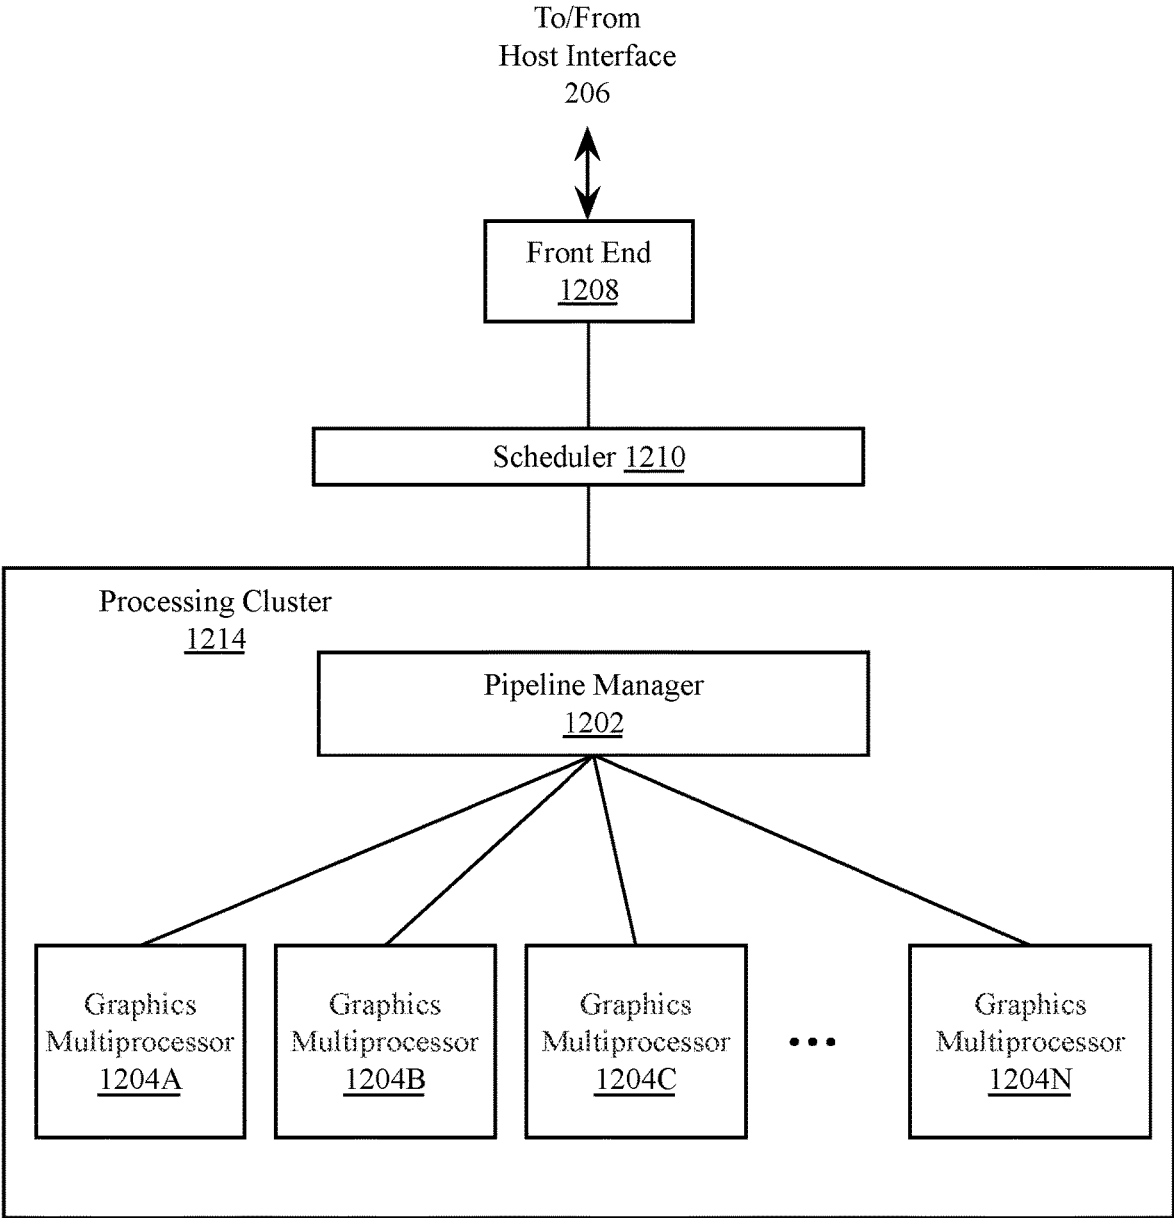 To/From
Host Interface
206
Front End
1208
Scheduler 1210
Processing Cluster
1214
Pipeline Manager
1202
Graphics
Multiprocessor
1204A
Graphics
Multiprocessor
1204B
Graphics
Multiprocessor
1204C
•••
Graphics
Multiprocessor
1204N